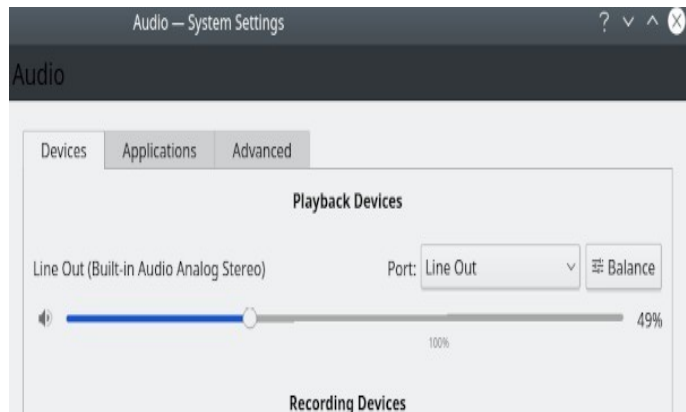 Audio — System Settings
?
Audio
Devices Applications Advanced
Playback Devices
Line Out (Built-in Audio Analog Stereo) Port: Line Out Balance
49%
100%
Recording Devices